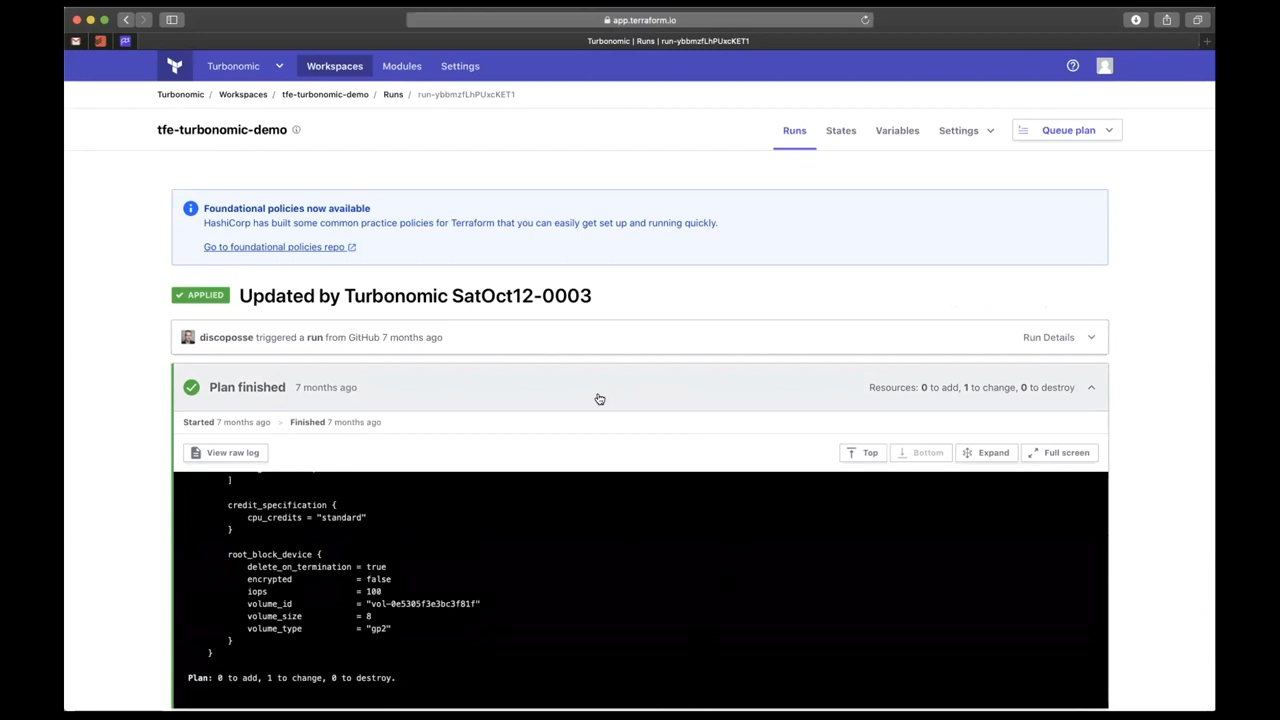 app.terraform.io
Turbonomic | Runs | run-ybbmzfLhPUxcKET1
Turbonomic Workspaces Modules Settings
Turbonomic / Workspaces / tfe-turbonomic-demo / Runs / run-ybbmzfLhPUxcKET1
tfe-turbonomic-demo Runs States Variables Settings Queue plan
Foundational policies now available
HashiCorp has built some common practice policies for Terraform that you can easily get set up and running quickly.
Go to foundational policies repo
APPLIED Updated by Turbonomic SatOct12-0003
discoposse triggered a run from GitHub 7 months ago Run Details
Plan finished 7 months ago Resources: 0 to add, 1 to change, 0 to destroy
Started 7 months ago > Finished 7 months ago
View raw log Top Bottom Expand Full screen
]
credit_specification {
cpu_credits = "standard"
}
root_block_device {
delete_on_termination = true
encrypted = false
iops = 100
volume_id = "vol-0e5305f3e3bc3f81f"
volume_size = 8
volume_type = "gp2"
}
}
Plan: 0 to add, 1 to change, 0 to destroy.